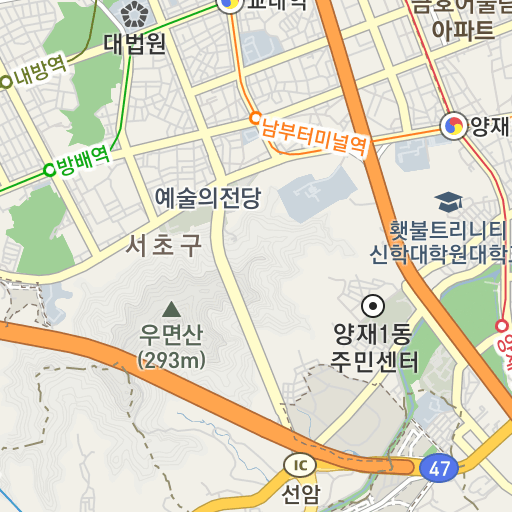 교대역
금호어울림
아파트
대법원
내방역
남부터미널역
양재
방배역
예술의전당
횃불트리니티
신학대학원대학교
서초구
우면산
(293m)
양재1동
주민센터
IC
선암
47